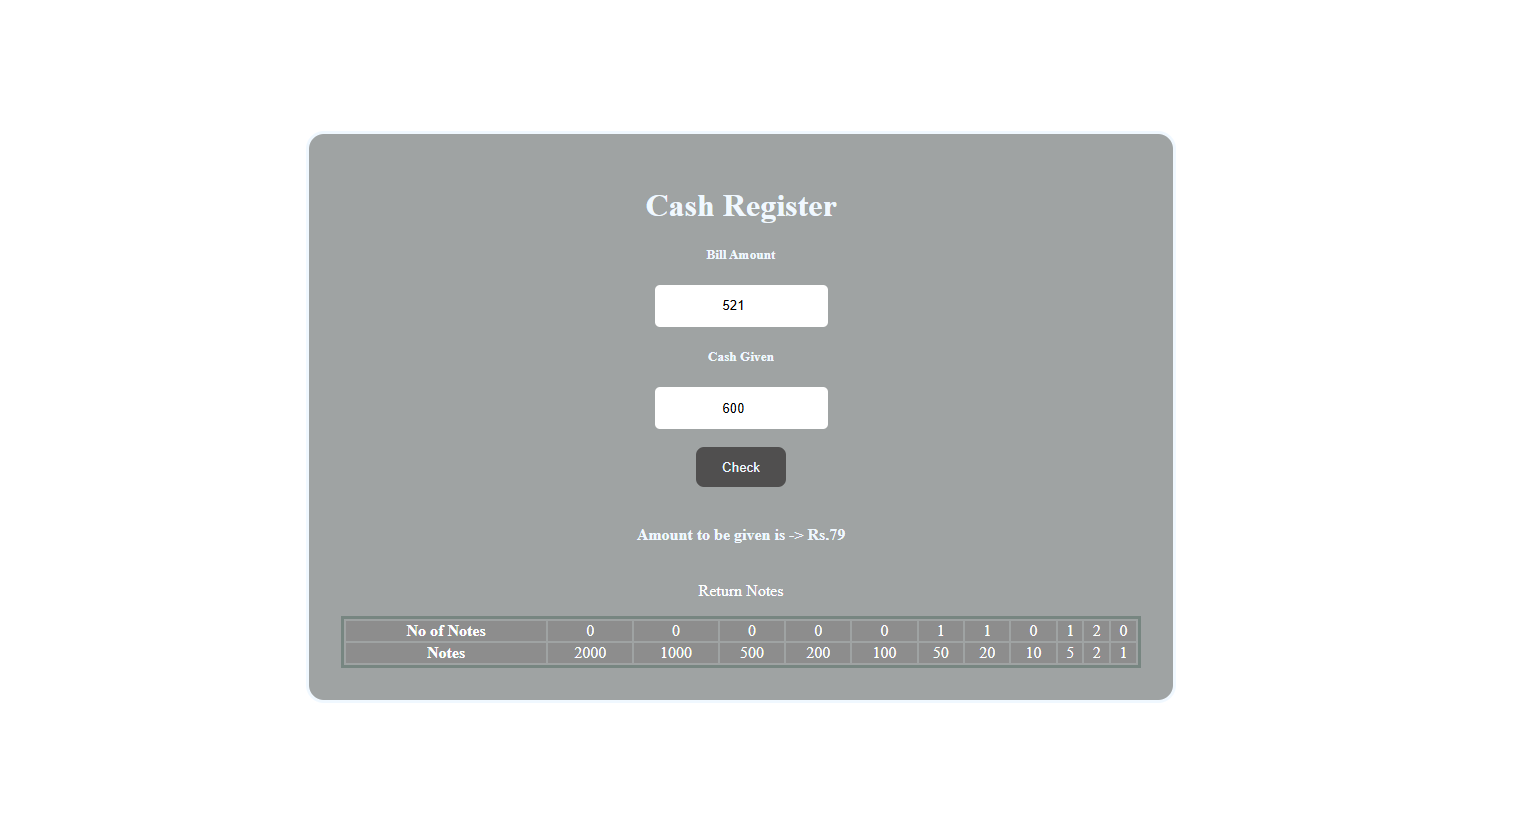 Cash Register
Bill Amount
521
Cash Given
600
Check
Amount to be given is -> Rs.79
Return Notes
No of Notes 0 0 0 0 0 1 1 0 1 2 0
Notes 2000 1000 500 200 100 50 20 10 5 2 1